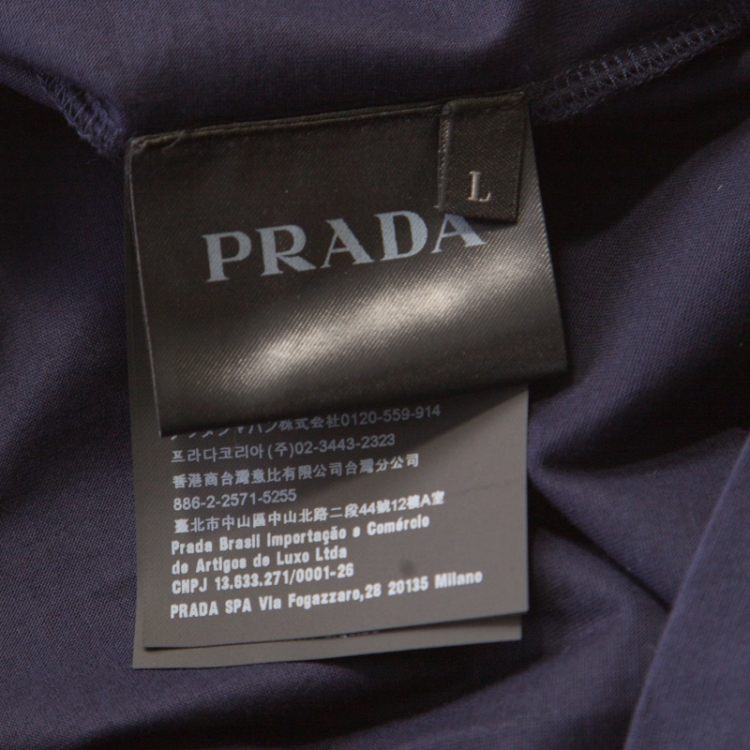 L
PRADA
プラダジャパン株式会社0120-559-914
프라다코리아(주)02-3443-2323
香港商台灣意比有限公司台灣分公司
886-2-2571-5255
臺北市中山區中山北路二段44號12樓A室
Prada Brasil Importação e Comércio
de Artigos de Luxo Ltda
CNPJ 13.633.271/0001-26
PRADA SPA Via Fogazzaro,28 20135 Milano